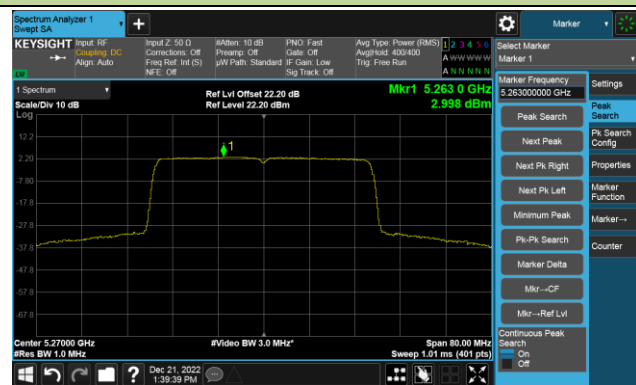 Spectrum Analyzer 1
Swept SA
Marker
KEYSIGHT
Input: RF
Coupling: DC
Align: Auto
Input Z: 50 Ω
Corrections: Off
Freq Ref: Int (S)
NFE: Off
#Atten: 10 dB
Preamp: Off
µW Path: Standard
PNO: Fast
Gate: Off
IF Gain: Low
Sig Track: Off
Avg Type: Power (RMS)
Avg|Hold: 400/400
Trig: Free Run
1 2 3 4 5 6
A W W W W W
A N N N N N
Select Marker
Marker 1
1 Spectrum
Scale/Div 10 dB
Log
Ref Lvl Offset 22.20 dB
Ref Level 22.20 dBm
Mkr1 5.263 0 GHz
2.998 dBm
12.2
2.20
-7.80
-17.8
-27.8
-37.8
-47.8
-57.8
-67.8
1
Center 5.27000 GHz
#Res BW 1.0 MHz
#Video BW 3.0 MHz*
Span 80.00 MHz
Sweep 1.01 ms (401 pts)
Marker Frequency
5.263000000 GHz
Peak Search
Next Peak
Next Pk Right
Next Pk Left
Minimum Peak
Pk-Pk Search
Marker Delta
Mkr→CF
Mkr→Ref Lvl
Continuous Peak
Search
On
Off
Settings
Peak
Search
Pk Search
Config
Properties
Marker
Function
Marker→
Counter
?
Dec 21, 2022
1:39:39 PM